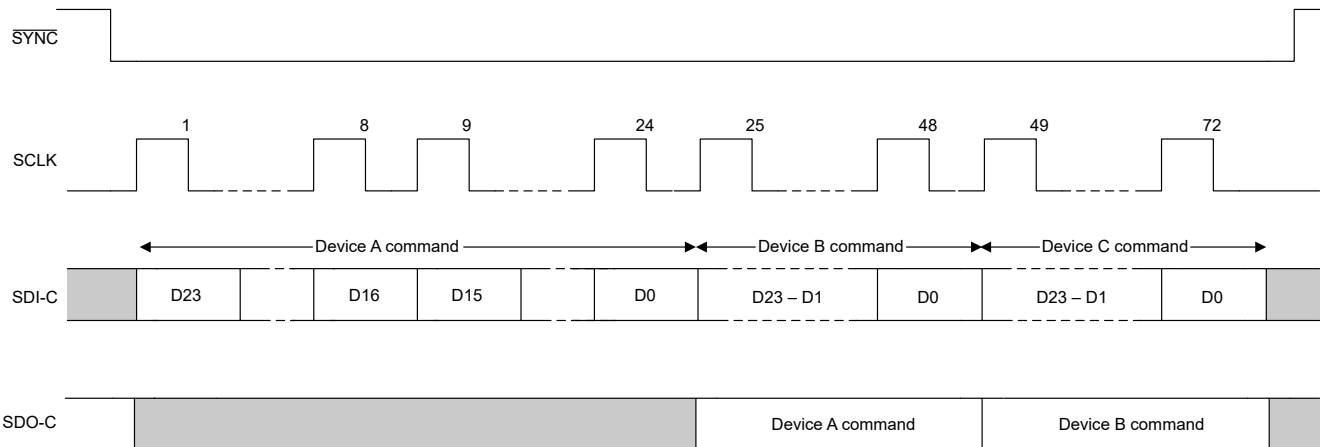 SYNC
1 8 9 24 25 48 49 72
SCLK
Device A command Device B command Device C command
SDI-C D23 D16 D15 D0 D23 – D1 D0 D23 – D1 D0
SDO-C Device A command Device B command